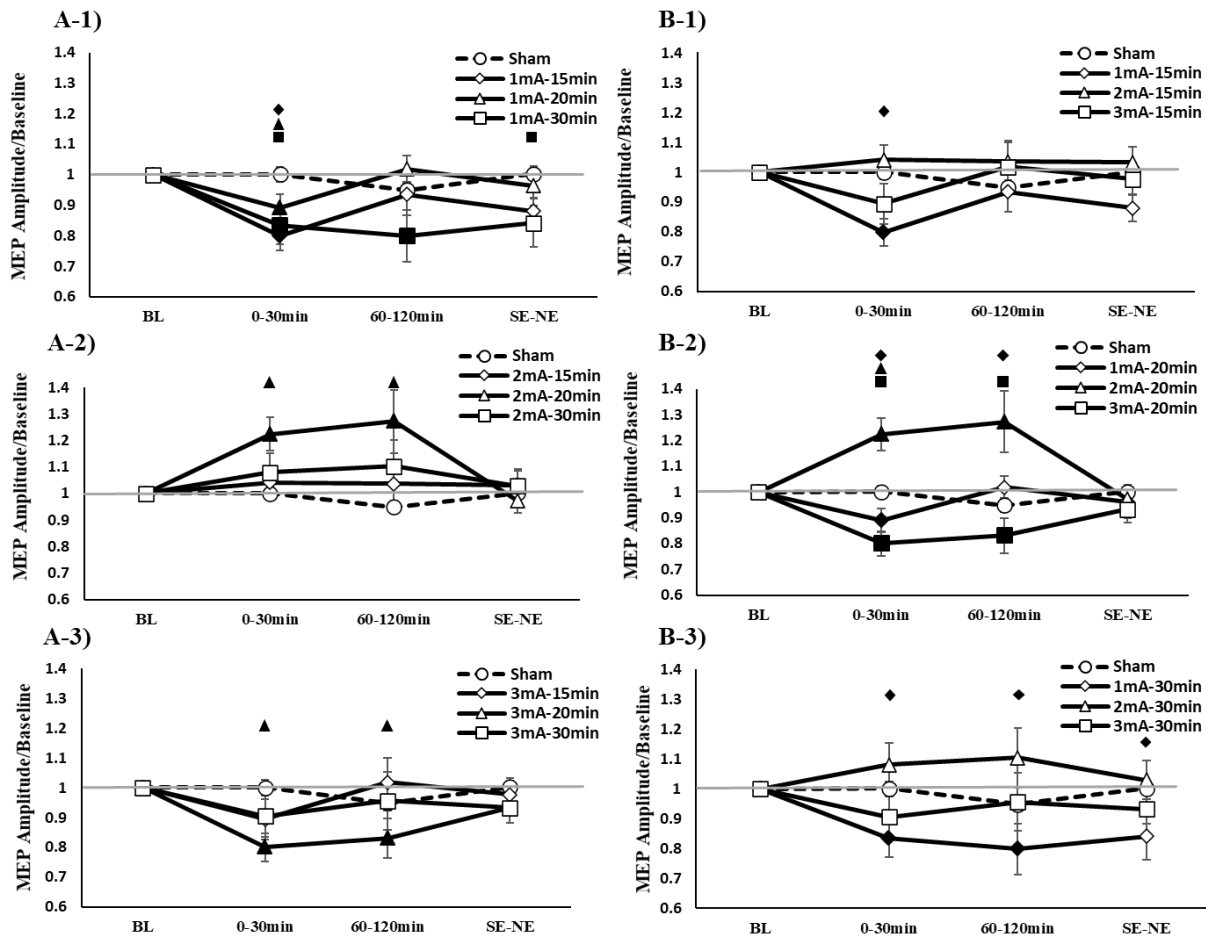 A-1)
MEP Amplitude/Baseline
1.4
1.3
1.2
1.1
1
0.9
0.8
0.7
0.6
Sham
1mA-15min
1mA-20min
1mA-30min
BL 0-30min 60-120min SE-NE
B-1)
MEP Amplitude/Baseline
1.4
1.3
1.2
1.1
1
0.9
0.8
0.7
0.6
Sham
1mA-15min
2mA-15min
3mA-15min
BL 0-30min 60-120min SE-NE
A-2)
MEP Amplitude/Baseline
1.4
1.3
1.2
1.1
1
0.9
0.8
0.7
0.6
Sham
2mA-15min
2mA-20min
2mA-30min
BL 0-30min 60-120min SE-NE
B-2)
MEP Amplitude/Baseline
1.4
1.3
1.2
1.1
1
0.9
0.8
0.7
0.6
Sham
1mA-20min
2mA-20min
3mA-20min
BL 0-30min 60-120min SE-NE
A-3)
MEP Amplitude/Baseline
1.4
1.3
1.2
1.1
1
0.9
0.8
0.7
0.6
Sham
3mA-15min
3mA-20min
3mA-30min
BL 0-30min 60-120min SE-NE
B-3)
MEP Amplitude/Baseline
1.4
1.3
1.2
1.1
1
0.9
0.8
0.7
0.6
Sham
1mA-30min
2mA-30min
3mA-30min
BL 0-30min 60-120min SE-NE